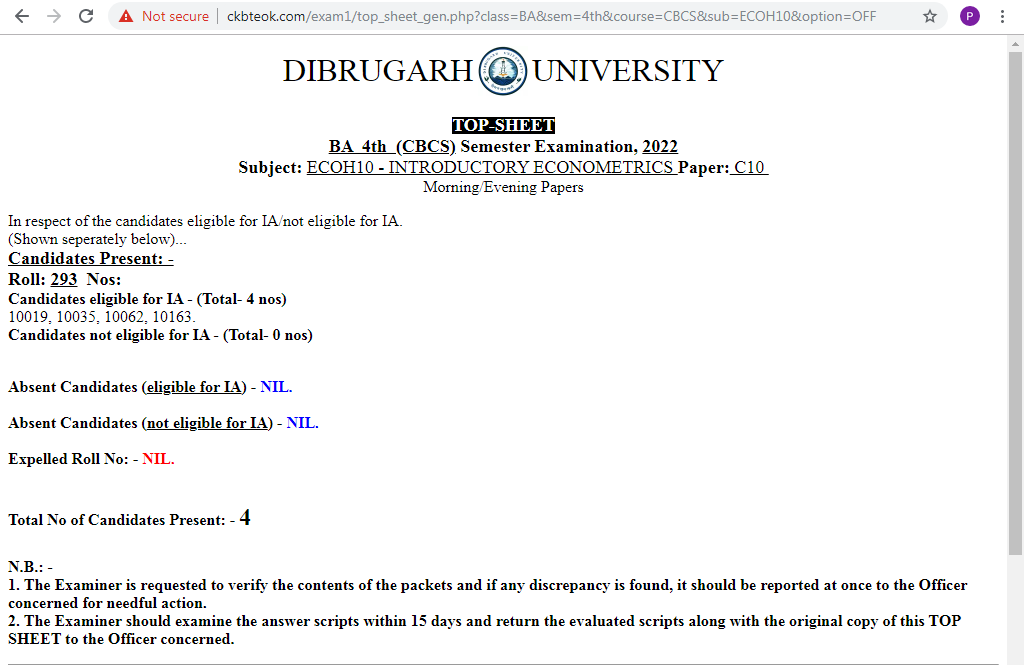 Not secure | ckbteok.com/exam1/top_sheet_gen.php?class=BA&sem=4th&course=CBCS&sub=ECOH10&option=OFF
P
DIBRUGARH UNIVERSITY
TOP-SHEET
BA 4th (CBCS) Semester Examination, 2022
Subject: ECOH10 - INTRODUCTORY ECONOMETRICS Paper: C10
Morning/Evening Papers
In respect of the candidates eligible for IA/not eligible for IA.
(Shown seperately below)...
Candidates Present: -
Roll: 293 Nos:
Candidates eligible for IA - (Total- 4 nos)
10019, 10035, 10062, 10163.
Candidates not eligible for IA - (Total- 0 nos)
Absent Candidates (eligible for IA) - NIL.
Absent Candidates (not eligible for IA) - NIL.
Expelled Roll No: - NIL.
Total No of Candidates Present: - 4
N.B.: -
1. The Examiner is requested to verify the contents of the packets and if any discrepancy is found, it should be reported at once to the Officer
concerned for needful action.
2. The Examiner should examine the answer scripts within 15 days and return the evaluated scripts along with the original copy of this TOP
SHEET to the Officer concerned.